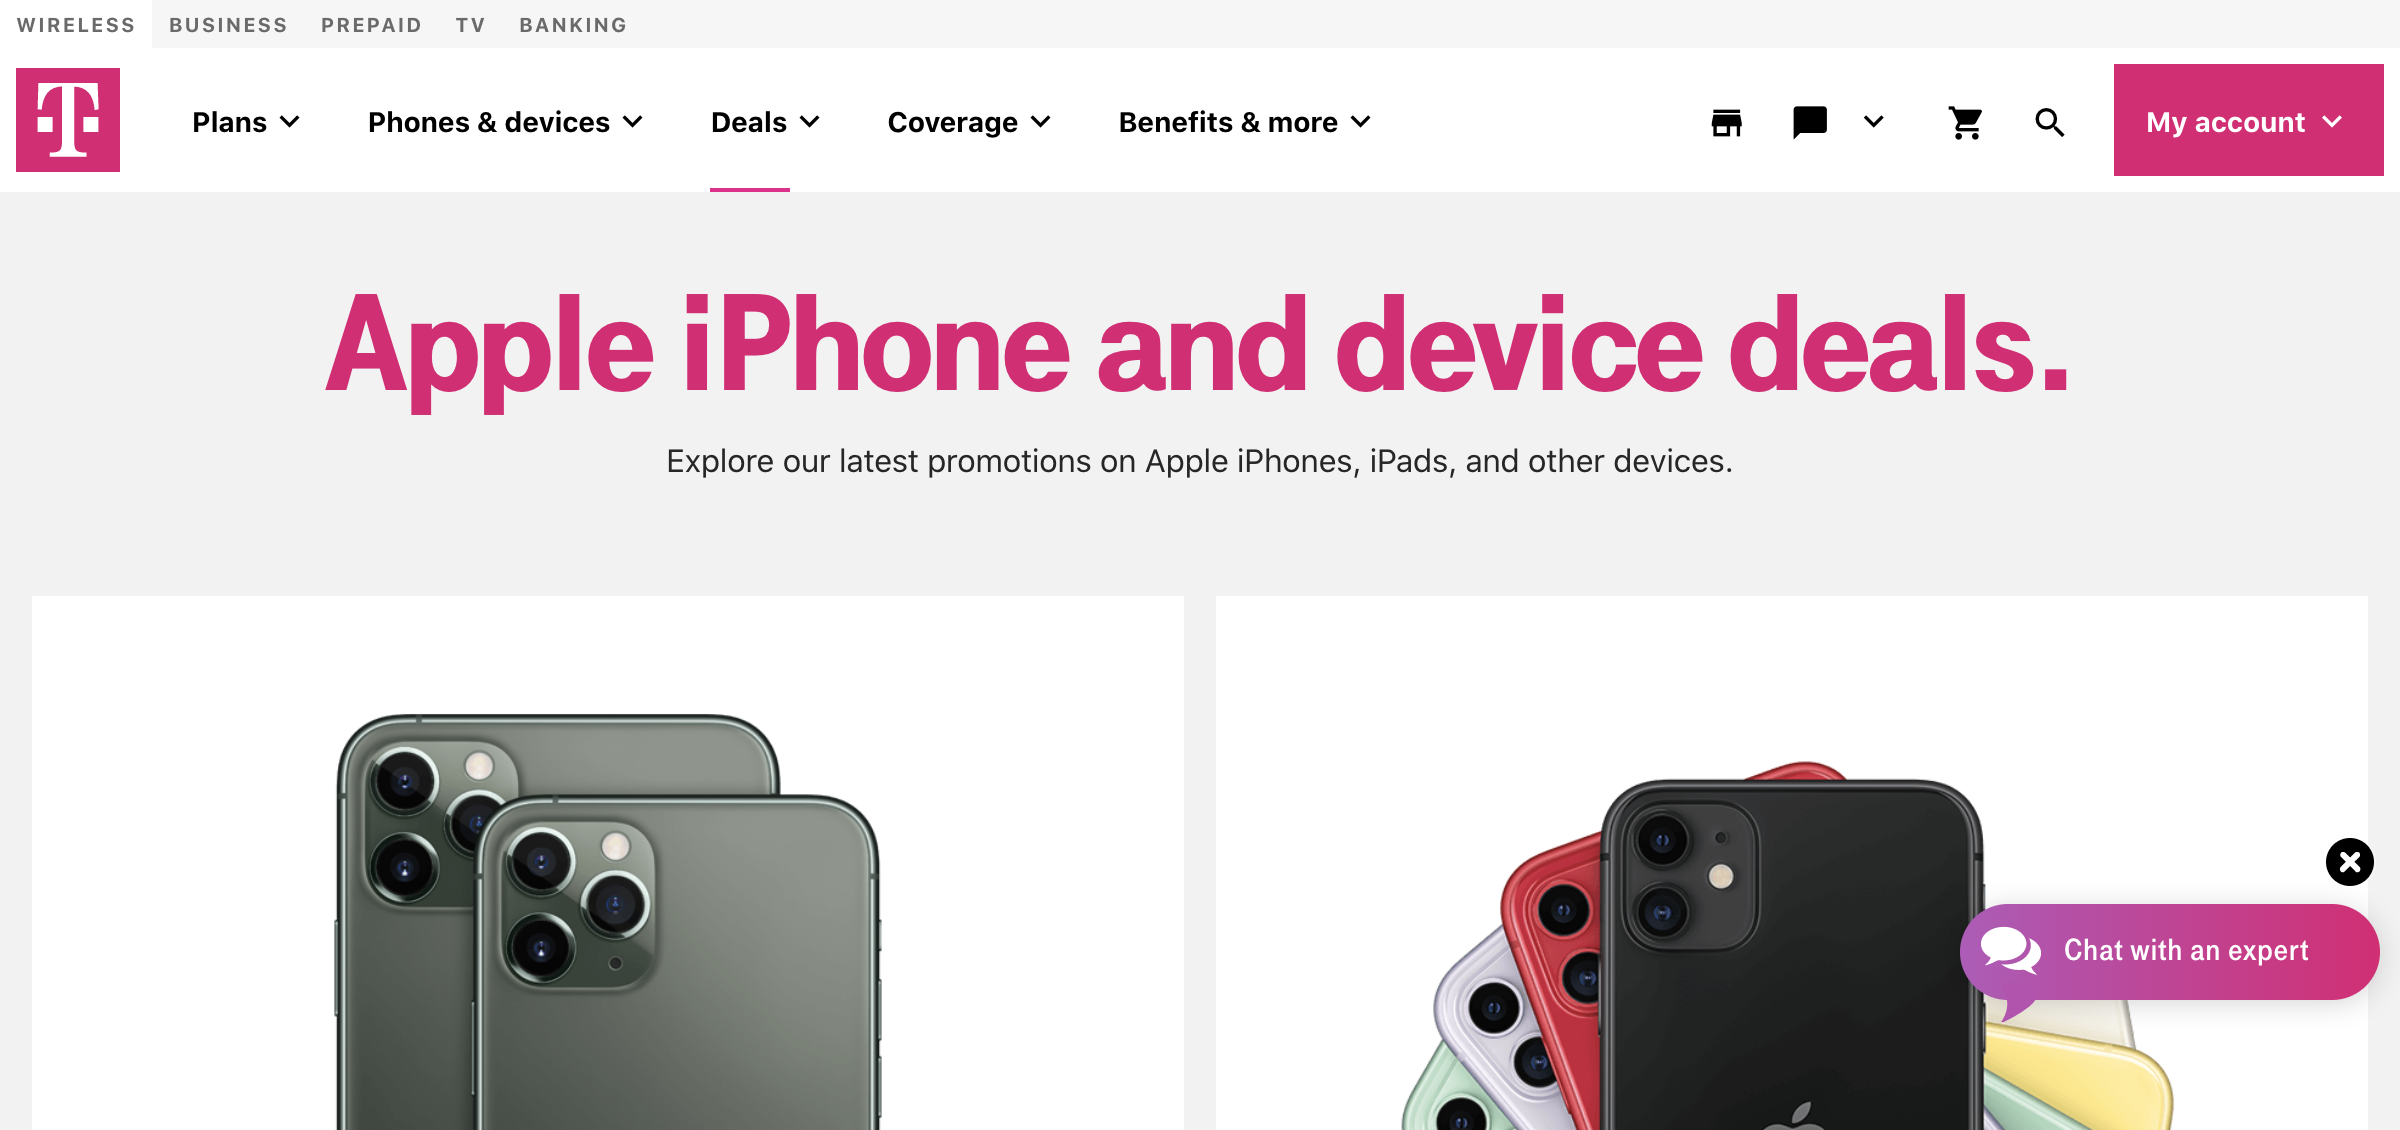 WIRELESS BUSINESS PREPAID TV BANKING
T Plans Phones & devices Deals Coverage Benefits & more My account
Apple iPhone and device deals.
Explore our latest promotions on Apple iPhones, iPads, and other devices.
Chat with an expert